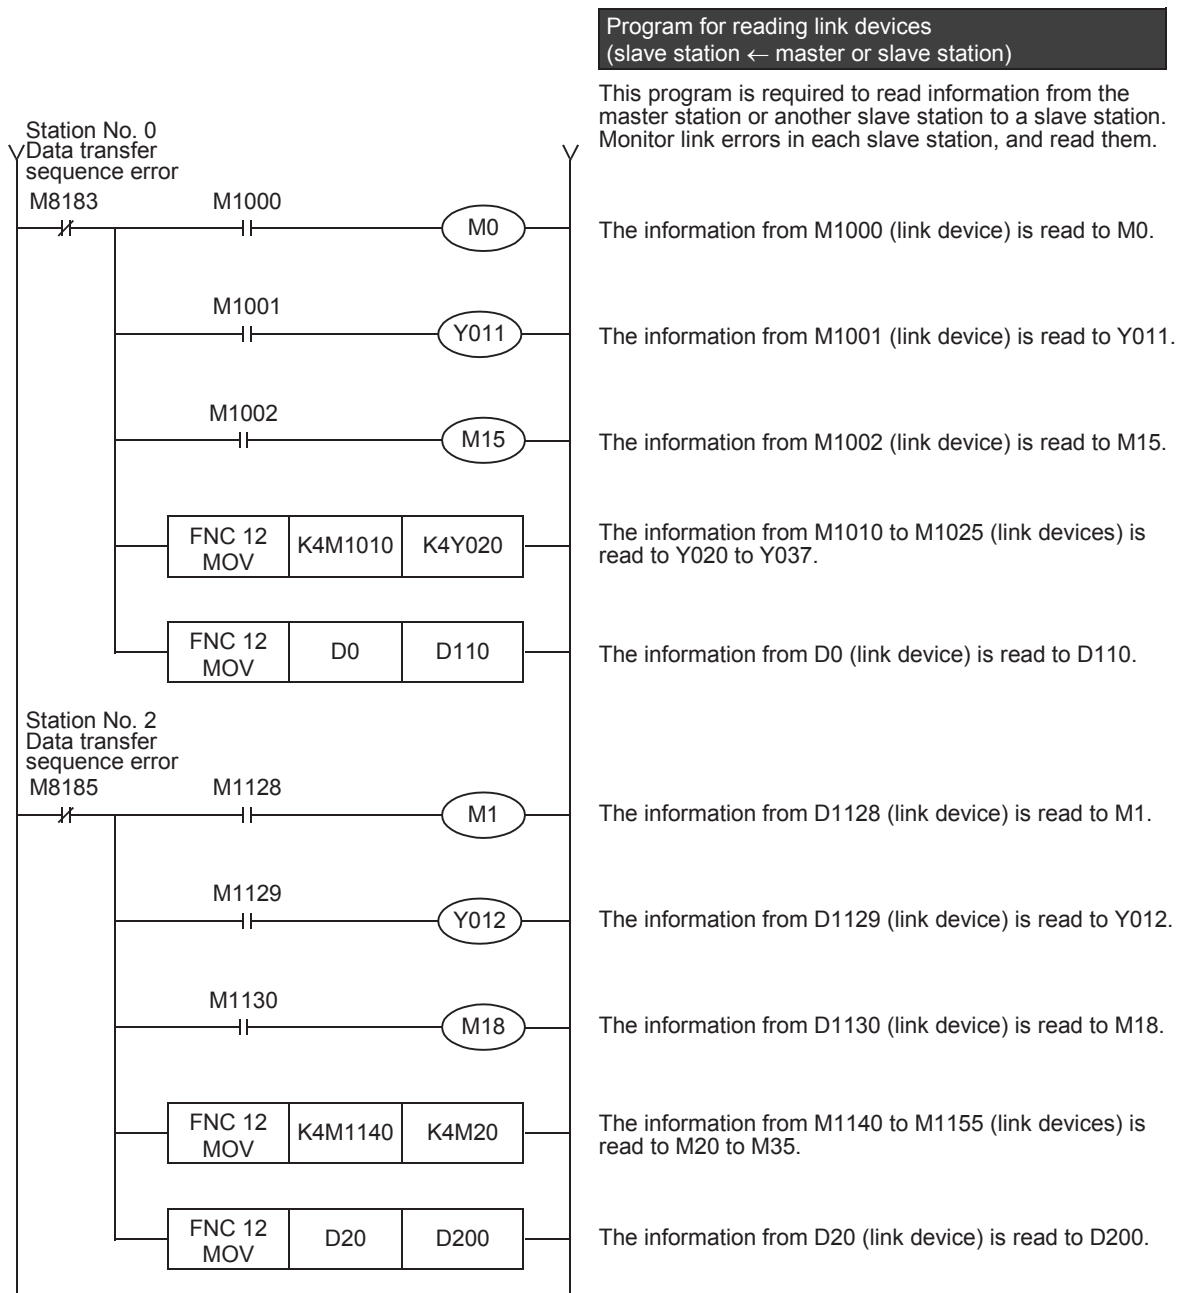 Program for reading link devices
(slave station ← master or slave station)
This program is required to read information from the
master station or another slave station to a slave station.
Monitor link errors in each slave station, and read them.
Station No. 0
Data transfer
sequence error
M8183
M1000
M0
The information from M1000 (link device) is read to M0.
M1001
Y011
The information from M1001 (link device) is read to Y011.
M1002
M15
The information from M1002 (link device) is read to M15.
FNC 12
MOV
K4M1010
K4Y020
The information from M1010 to M1025 (link devices) is
read to Y020 to Y037.
FNC 12
MOV
D0
D110
The information from D0 (link device) is read to D110.
Station No. 2
Data transfer
sequence error
M8185
M1128
M1
The information from D1128 (link device) is read to M1.
M1129
Y012
The information from D1129 (link device) is read to Y012.
M1130
M18
The information from D1130 (link device) is read to M18.
FNC 12
MOV
K4M1140
K4M20
The information from M1140 to M1155 (link devices) is
read to M20 to M35.
FNC 12
MOV
D20
D200
The information from D20 (link device) is read to D200.